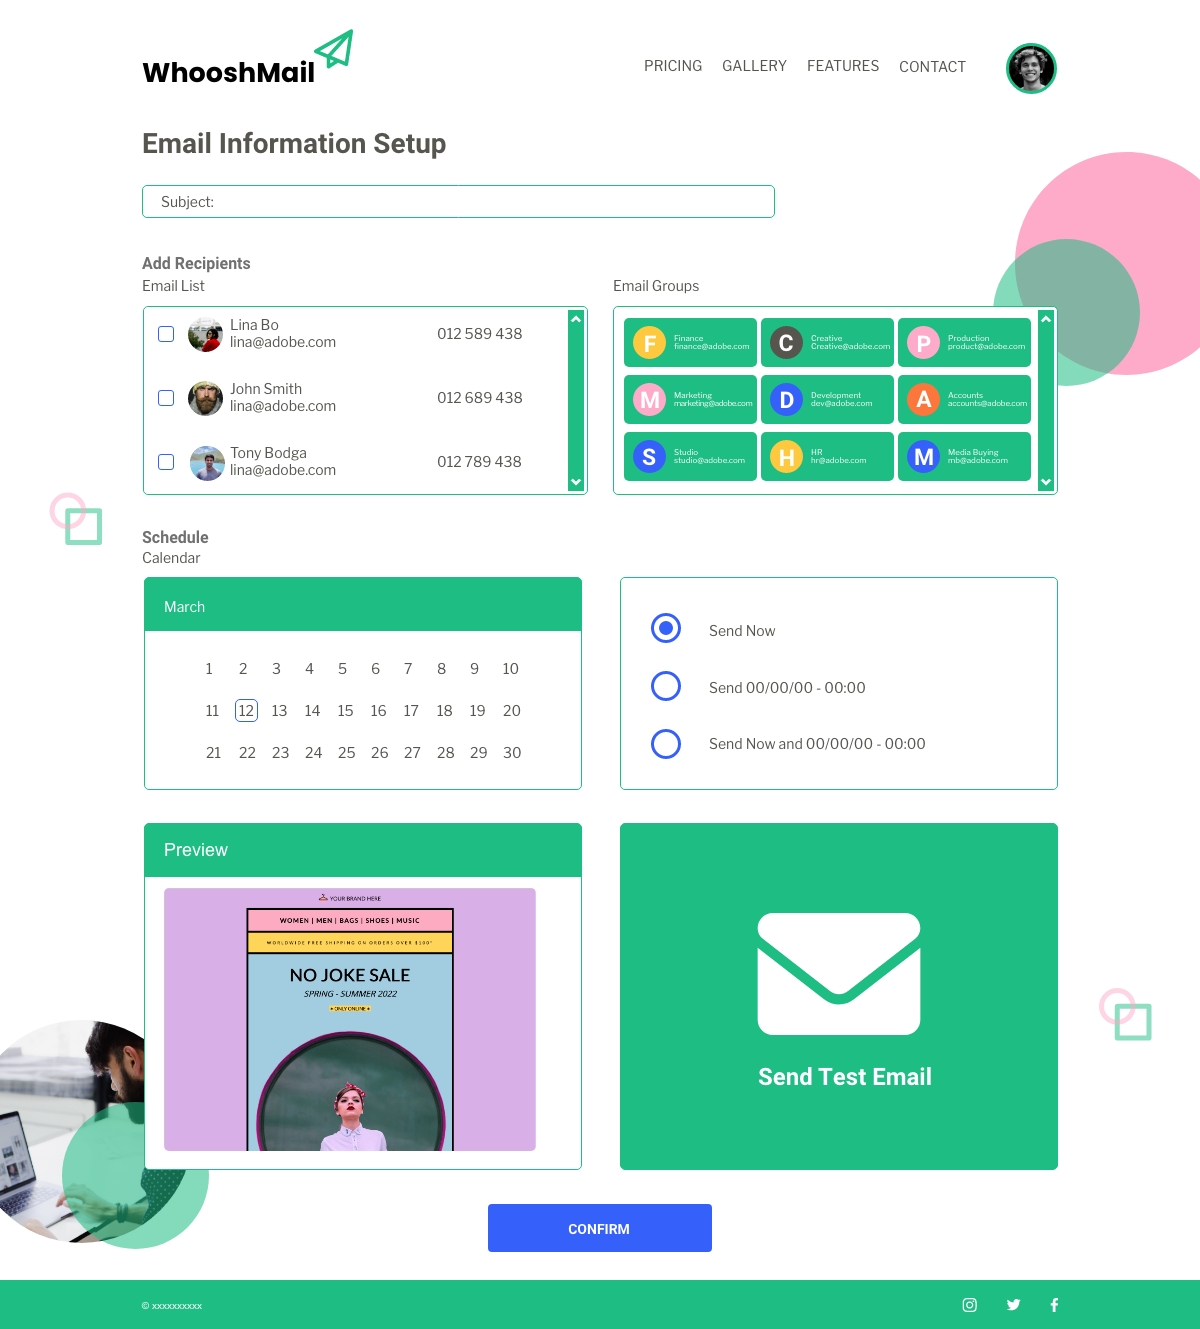 WhooshMail
PRICING GALLERY FEATURES CONTACT
Email Information Setup
Subject:
Add Recipients
Email List
Lina Bo
lina@adobe.com
012 589 438
John Smith
lina@adobe.com
012 689 438
Tony Bodga
lina@adobe.com
012 789 438
Email Groups
F
Finance
finance@adobe.com
C
Creative
Creative@adobe.com
P
Production
product@adobe.com
M
Marketing
marketing@adobe.com
D
Development
dev@adobe.com
A
Accounts
accounts@adobe.com
S
Studio
studio@adobe.com
H
HR
hr@adobe.com
M
Media Buying
mb@adobe.com
Schedule
Calendar
March
1 2 3 4 5 6 7 8 9 10
11 12 13 14 15 16 17 18 19 20
21 22 23 24 25 26 27 28 29 30
Send Now
Send 00/00/00 - 00:00
Send Now and 00/00/00 - 00:00
Preview
YOUR BRAND HERE
WOMEN | MEN | BAGS | SHOES | MUSIC
WORLDWIDE FREE SHIPPING ON ORDERS OVER $100*
NO JOKE SALE
SPRING - SUMMER 2022
★ ONLY ONLINE ★
Send Test Email
CONFIRM
© xxxxxxxxxx